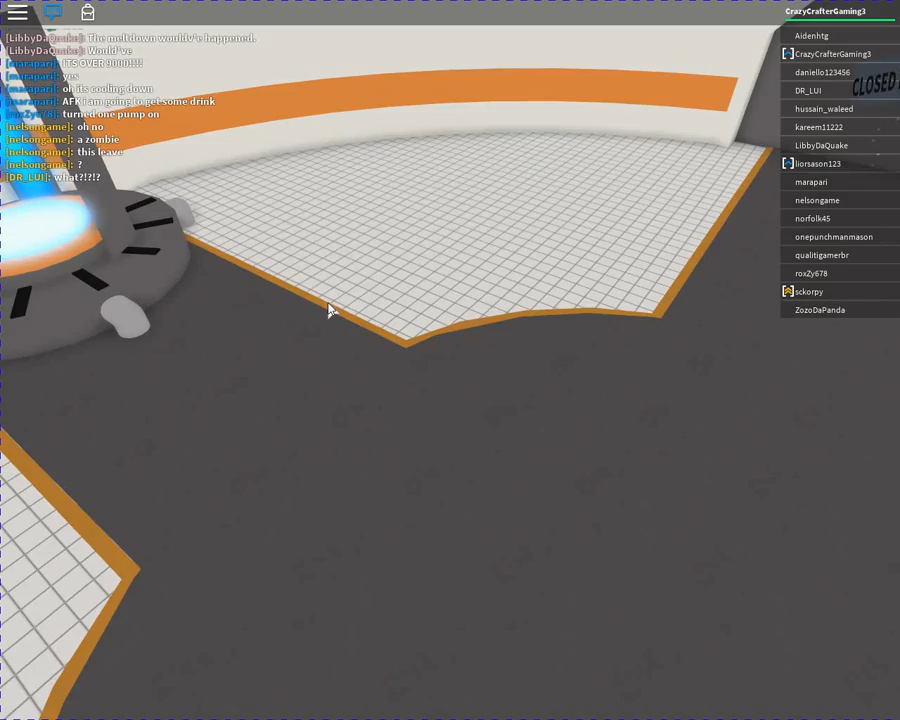 CrazyCrafterGaming3
[LibbyDaQuake]: The meltdown wouldv'e happened.
[LibbyDaQuake]: Would've
[marapari]: ITS OVER 9000!!!!
[marapari]: yes
[marapari]: oh its cooling down
[marapari]: AFK i am going to get some drink
[roxZy678]: turned one pump on
[nelsongame]: oh no
[nelsongame]: a zombie
[nelsongame]: this leave
[nelsongame]: ?
[DR_LUI]: what?!?!?
Aidenhtg
CrazyCrafterGaming3
daniello123456
DR_LUI
hussain_waleed
kareem11222
LibbyDaQuake
liorsason123
marapari
nelsongame
norfolk45
onepunchmanmason
qualitigamerbr
roxZy678
sckorpy
ZozoDaPanda
CLOSED